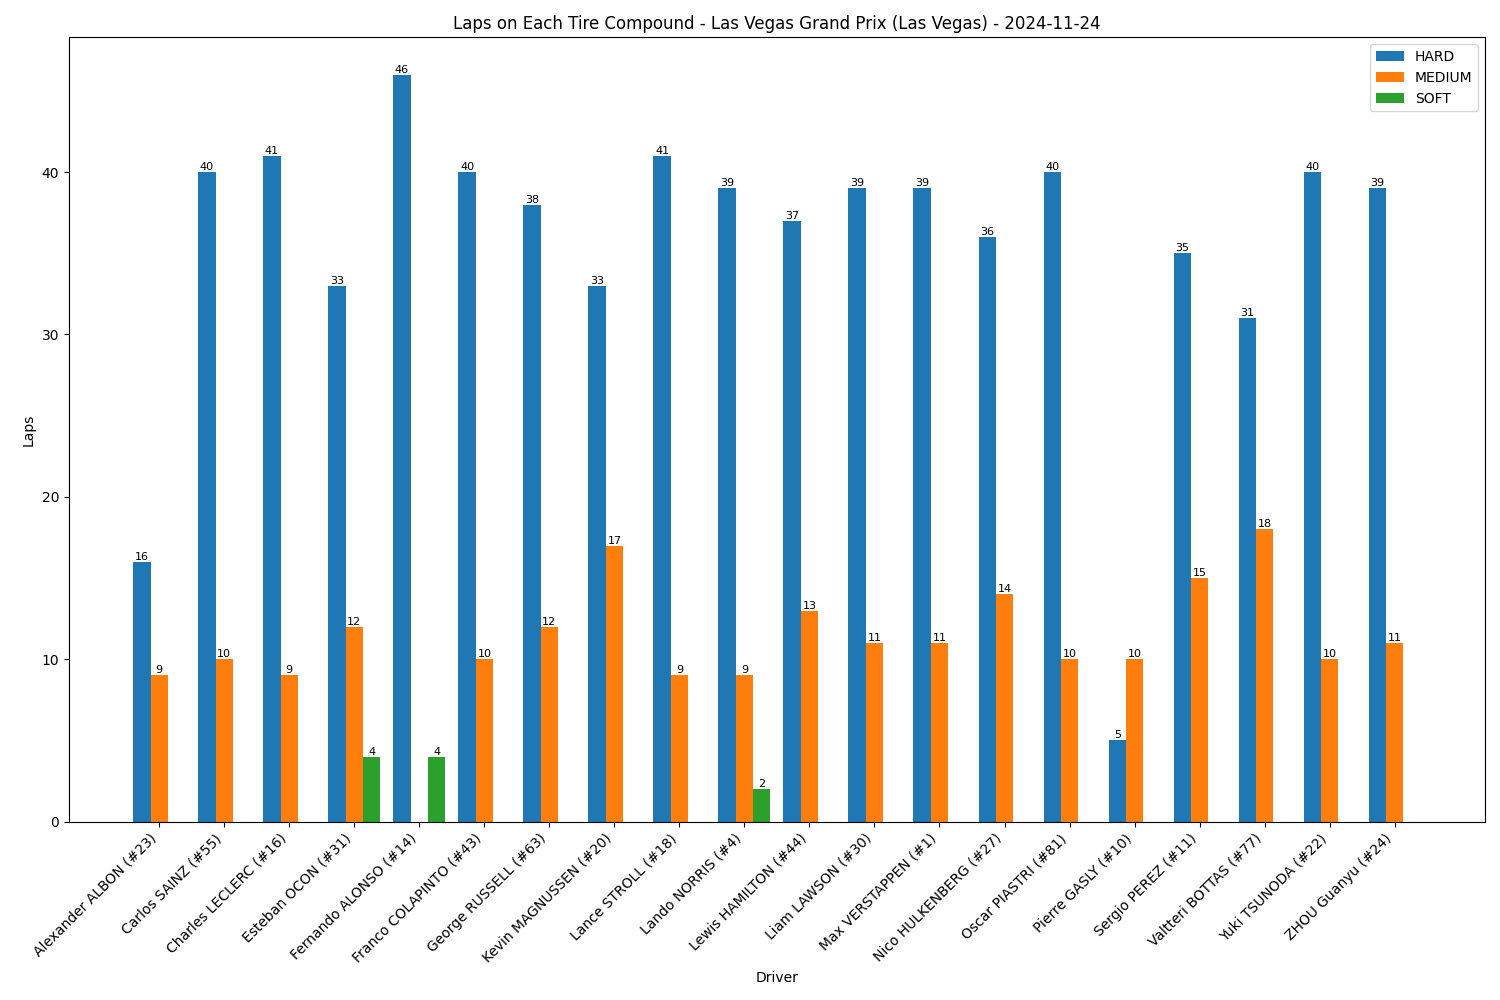 Laps on Each Tire Compound - Las Vegas Grand Prix (Las Vegas) - 2024-11-24
HARD
MEDIUM
SOFT
Laps
40
30
20
10
0
16
9
40
10
41
9
33
12
4
46
4
40
10
38
12
33
17
41
9
39
9
2
37
13
39
11
39
11
36
14
40
10
5
10
35
15
31
18
40
10
39
11
Alexander ALBON (#23)
Carlos SAINZ (#55)
Charles LECLERC (#16)
Esteban OCON (#31)
Fernando ALONSO (#14)
Franco COLAPINTO (#43)
George RUSSELL (#63)
Kevin MAGNUSSEN (#20)
Lance STROLL (#18)
Lando NORRIS (#4)
Lewis HAMILTON (#44)
Liam LAWSON (#30)
Max VERSTAPPEN (#1)
Nico HULKENBERG (#27)
Oscar PIASTRI (#81)
Pierre GASLY (#10)
Sergio PEREZ (#11)
Valtteri BOTTAS (#77)
Yuki TSUNODA (#22)
ZHOU Guanyu (#24)
Driver